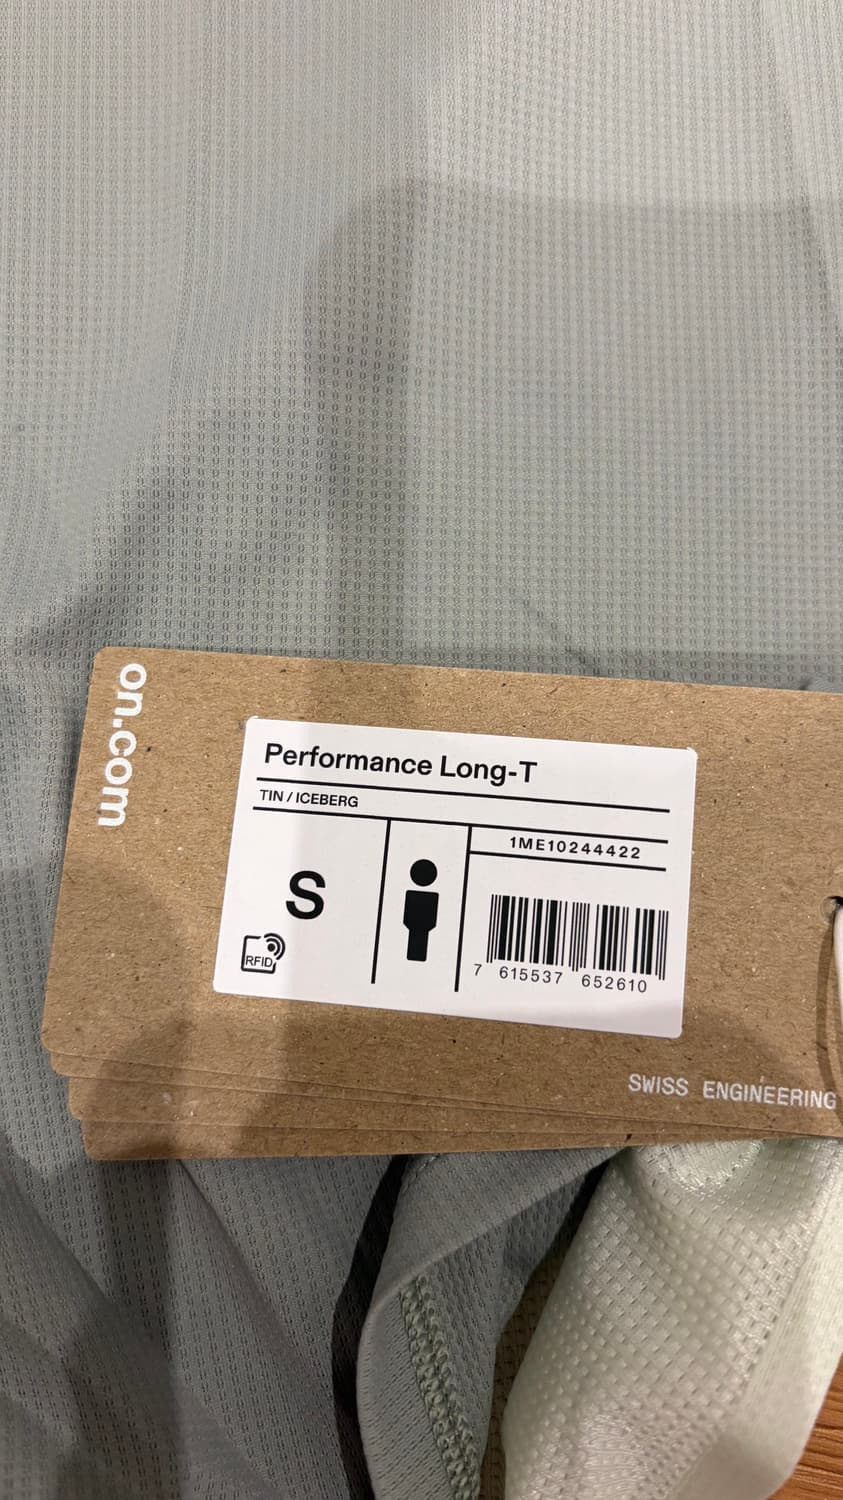 on.com
Performance Long-T
TIN / ICEBERG
1ME10244422
S
RFID
7 615537 652610
SWISS ENGINEERING